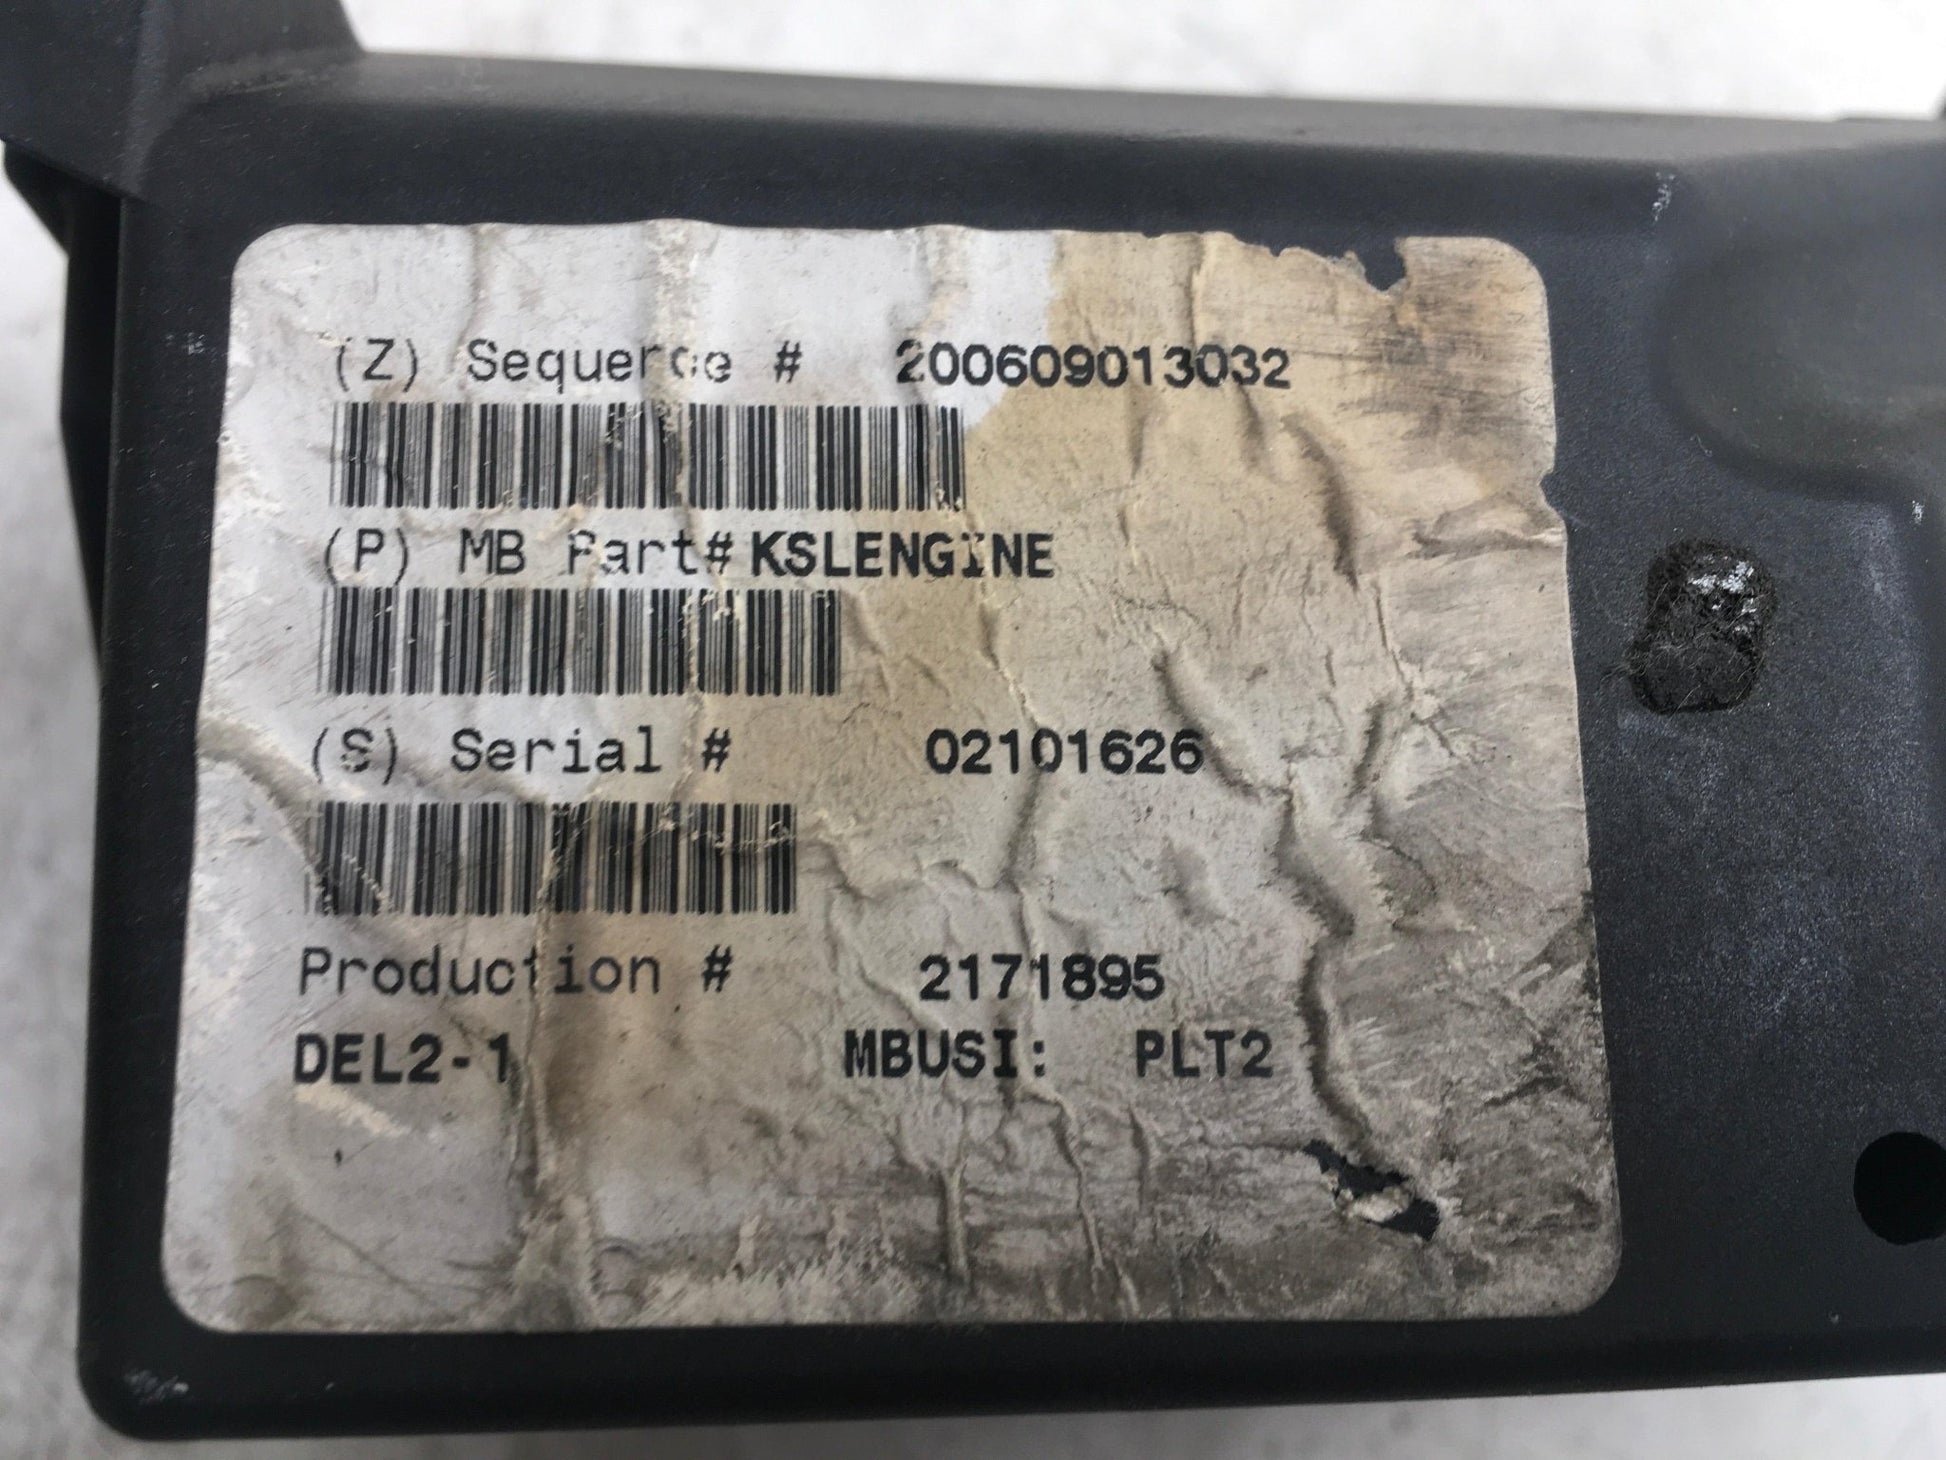 (Z) Sequence # 200609013032
(P) MB Part# KSLENGINE
(S) Serial # 02101626
Production # 2171895
DEL2-1 MBUSI: PLT2